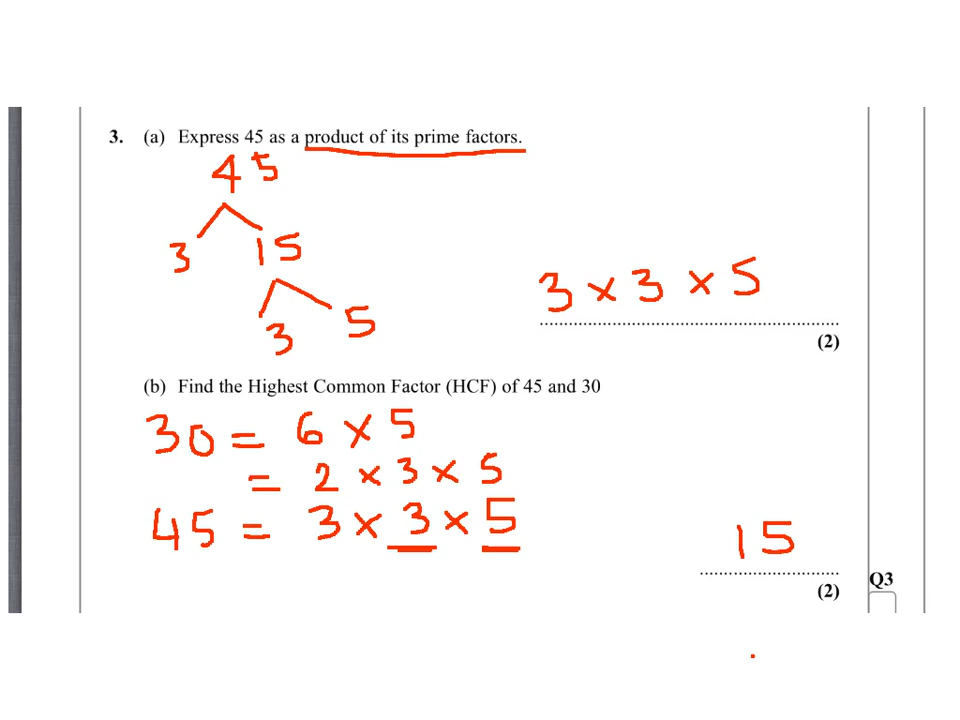 3. (a) Express 45 as a product of its prime factors.
45
3 15
3 5
3 × 3 × 5
................................................................
(2)
(b) Find the Highest Common Factor (HCF) of 45 and 30
30 = 6 × 5
= 2 × 3 × 5
45 = 3 × 3 × 5
15
..............................
(2)
Q3